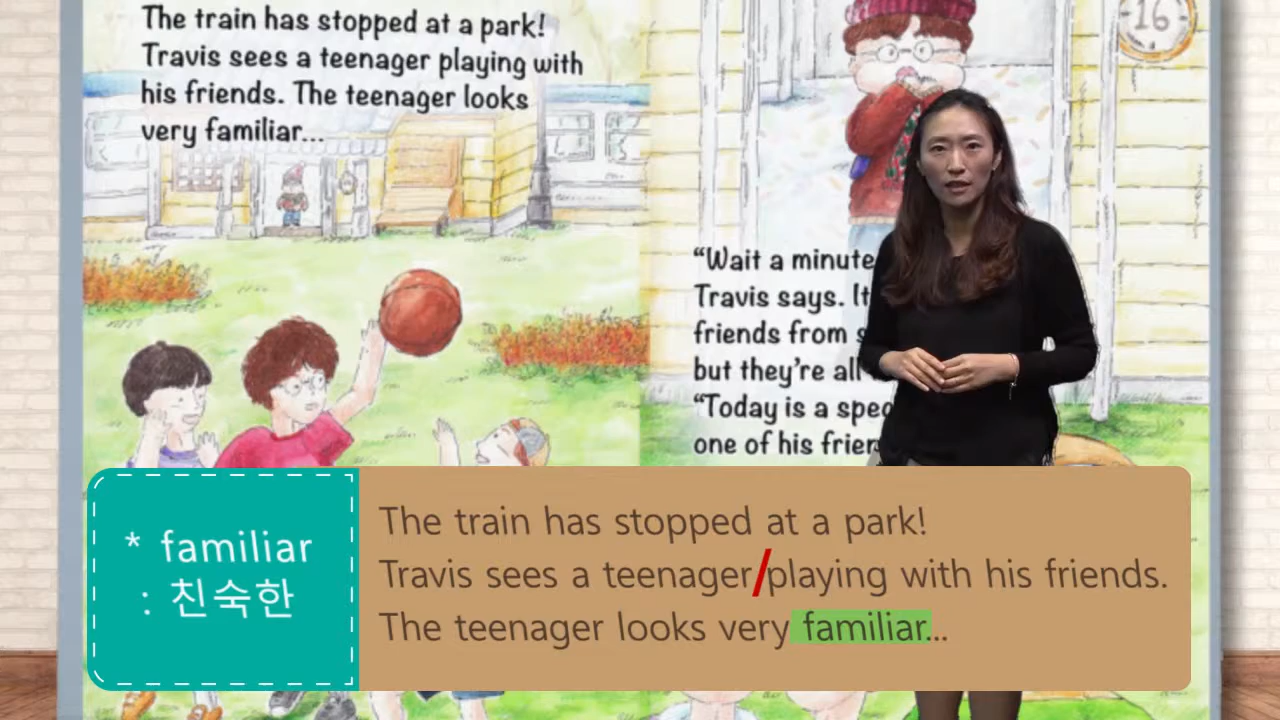 The train has stopped at a park!
Travis sees a teenager playing with
his friends. The teenager looks
very familiar...
16
“Wait a minute
Travis says. It
friends from
but they’re all
“Today is a spec
one of his frien
* familiar
: 친숙한
The train has stopped at a park!
Travis sees a teenager/playing with his friends.
The teenager looks very familiar...